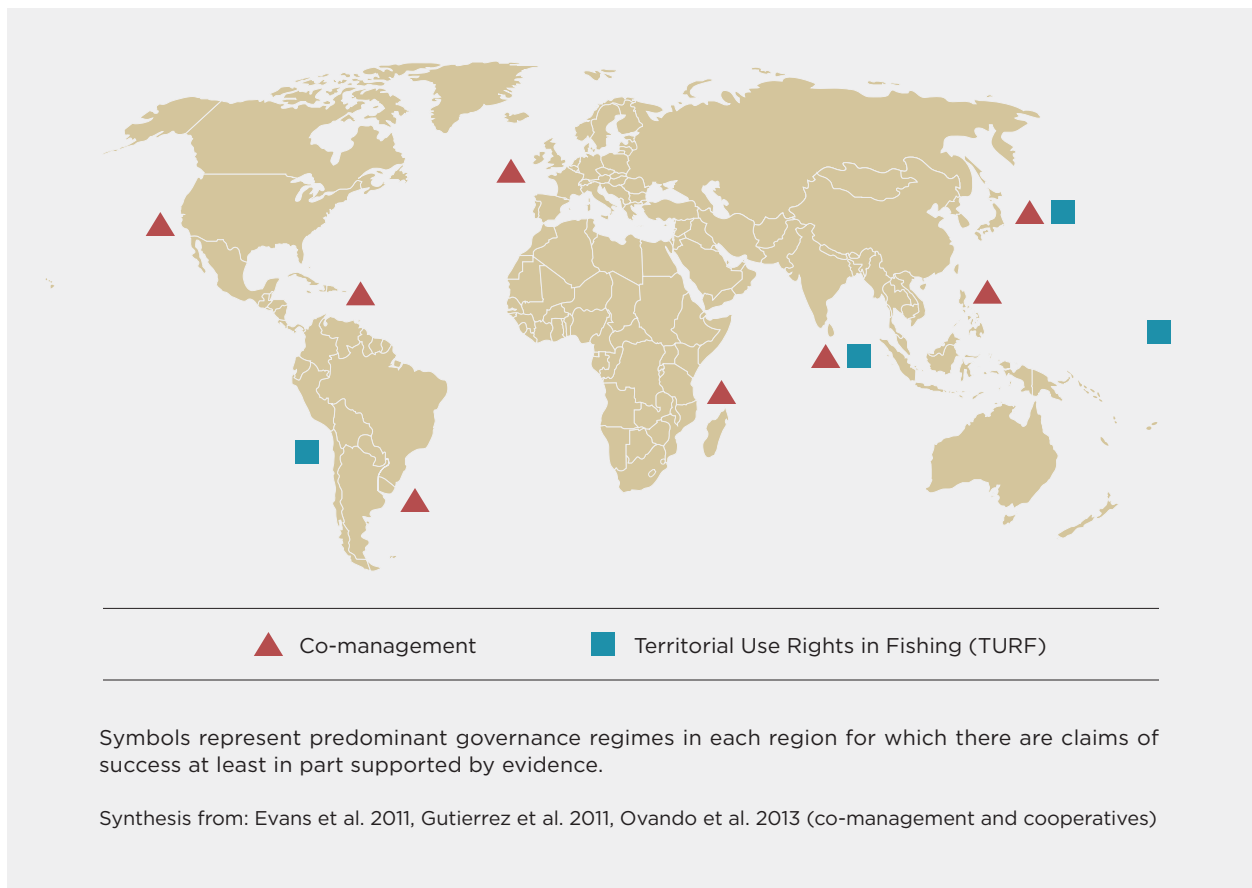 Co-management
Territorial Use Rights in Fishing (TURF)
Symbols represent predominant governance regimes in each region for which there are claims of
success at least in part supported by evidence.
Synthesis from: Evans et al. 2011, Gutierrez et al. 2011, Ovando et al. 2013 (co-management and cooperatives)